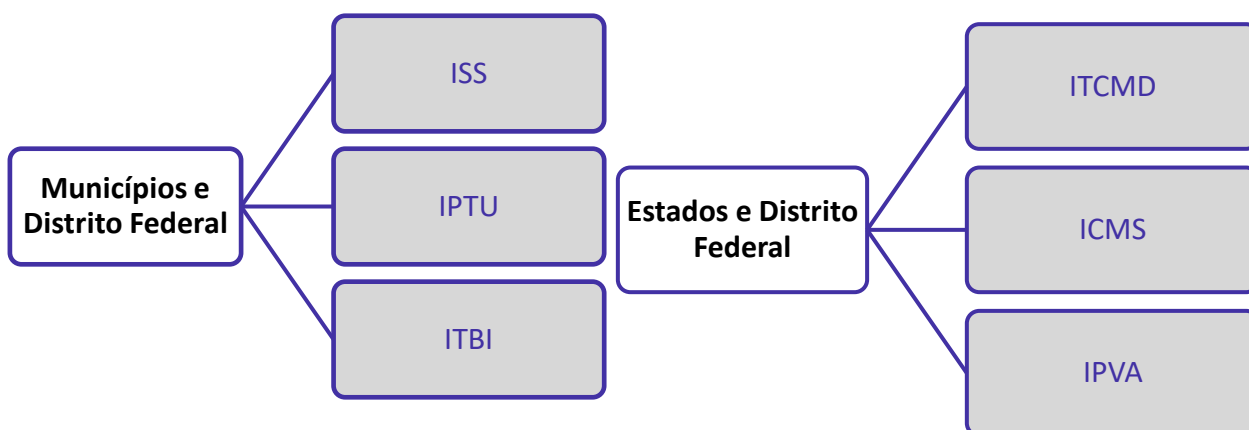 Municípios e
Distrito Federal
ISS
IPTU
ITBI
Estados e Distrito
Federal
ITCMD
ICMS
IPVA